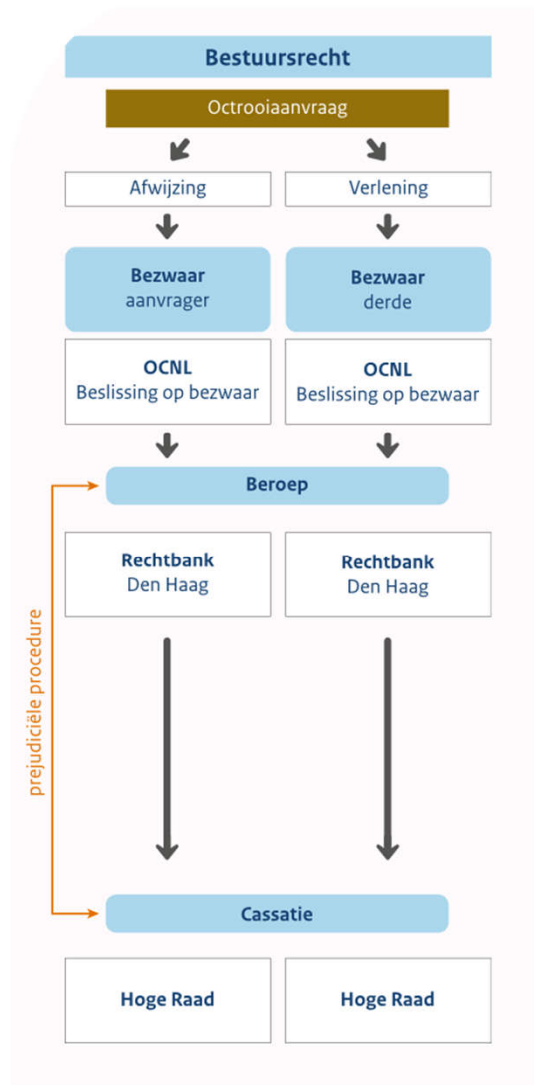 Bestuursrecht
Octrooiaanvraag
Afwijzing
Verlening
Bezwaar
aanvrager
Bezwaar
derde
OCNL
Beslissing op bezwaar
OCNL
Beslissing op bezwaar
Beroep
Rechtbank
Den Haag
Rechtbank
Den Haag
prejudiciële procedure
Cassatie
Hoge Raad
Hoge Raad